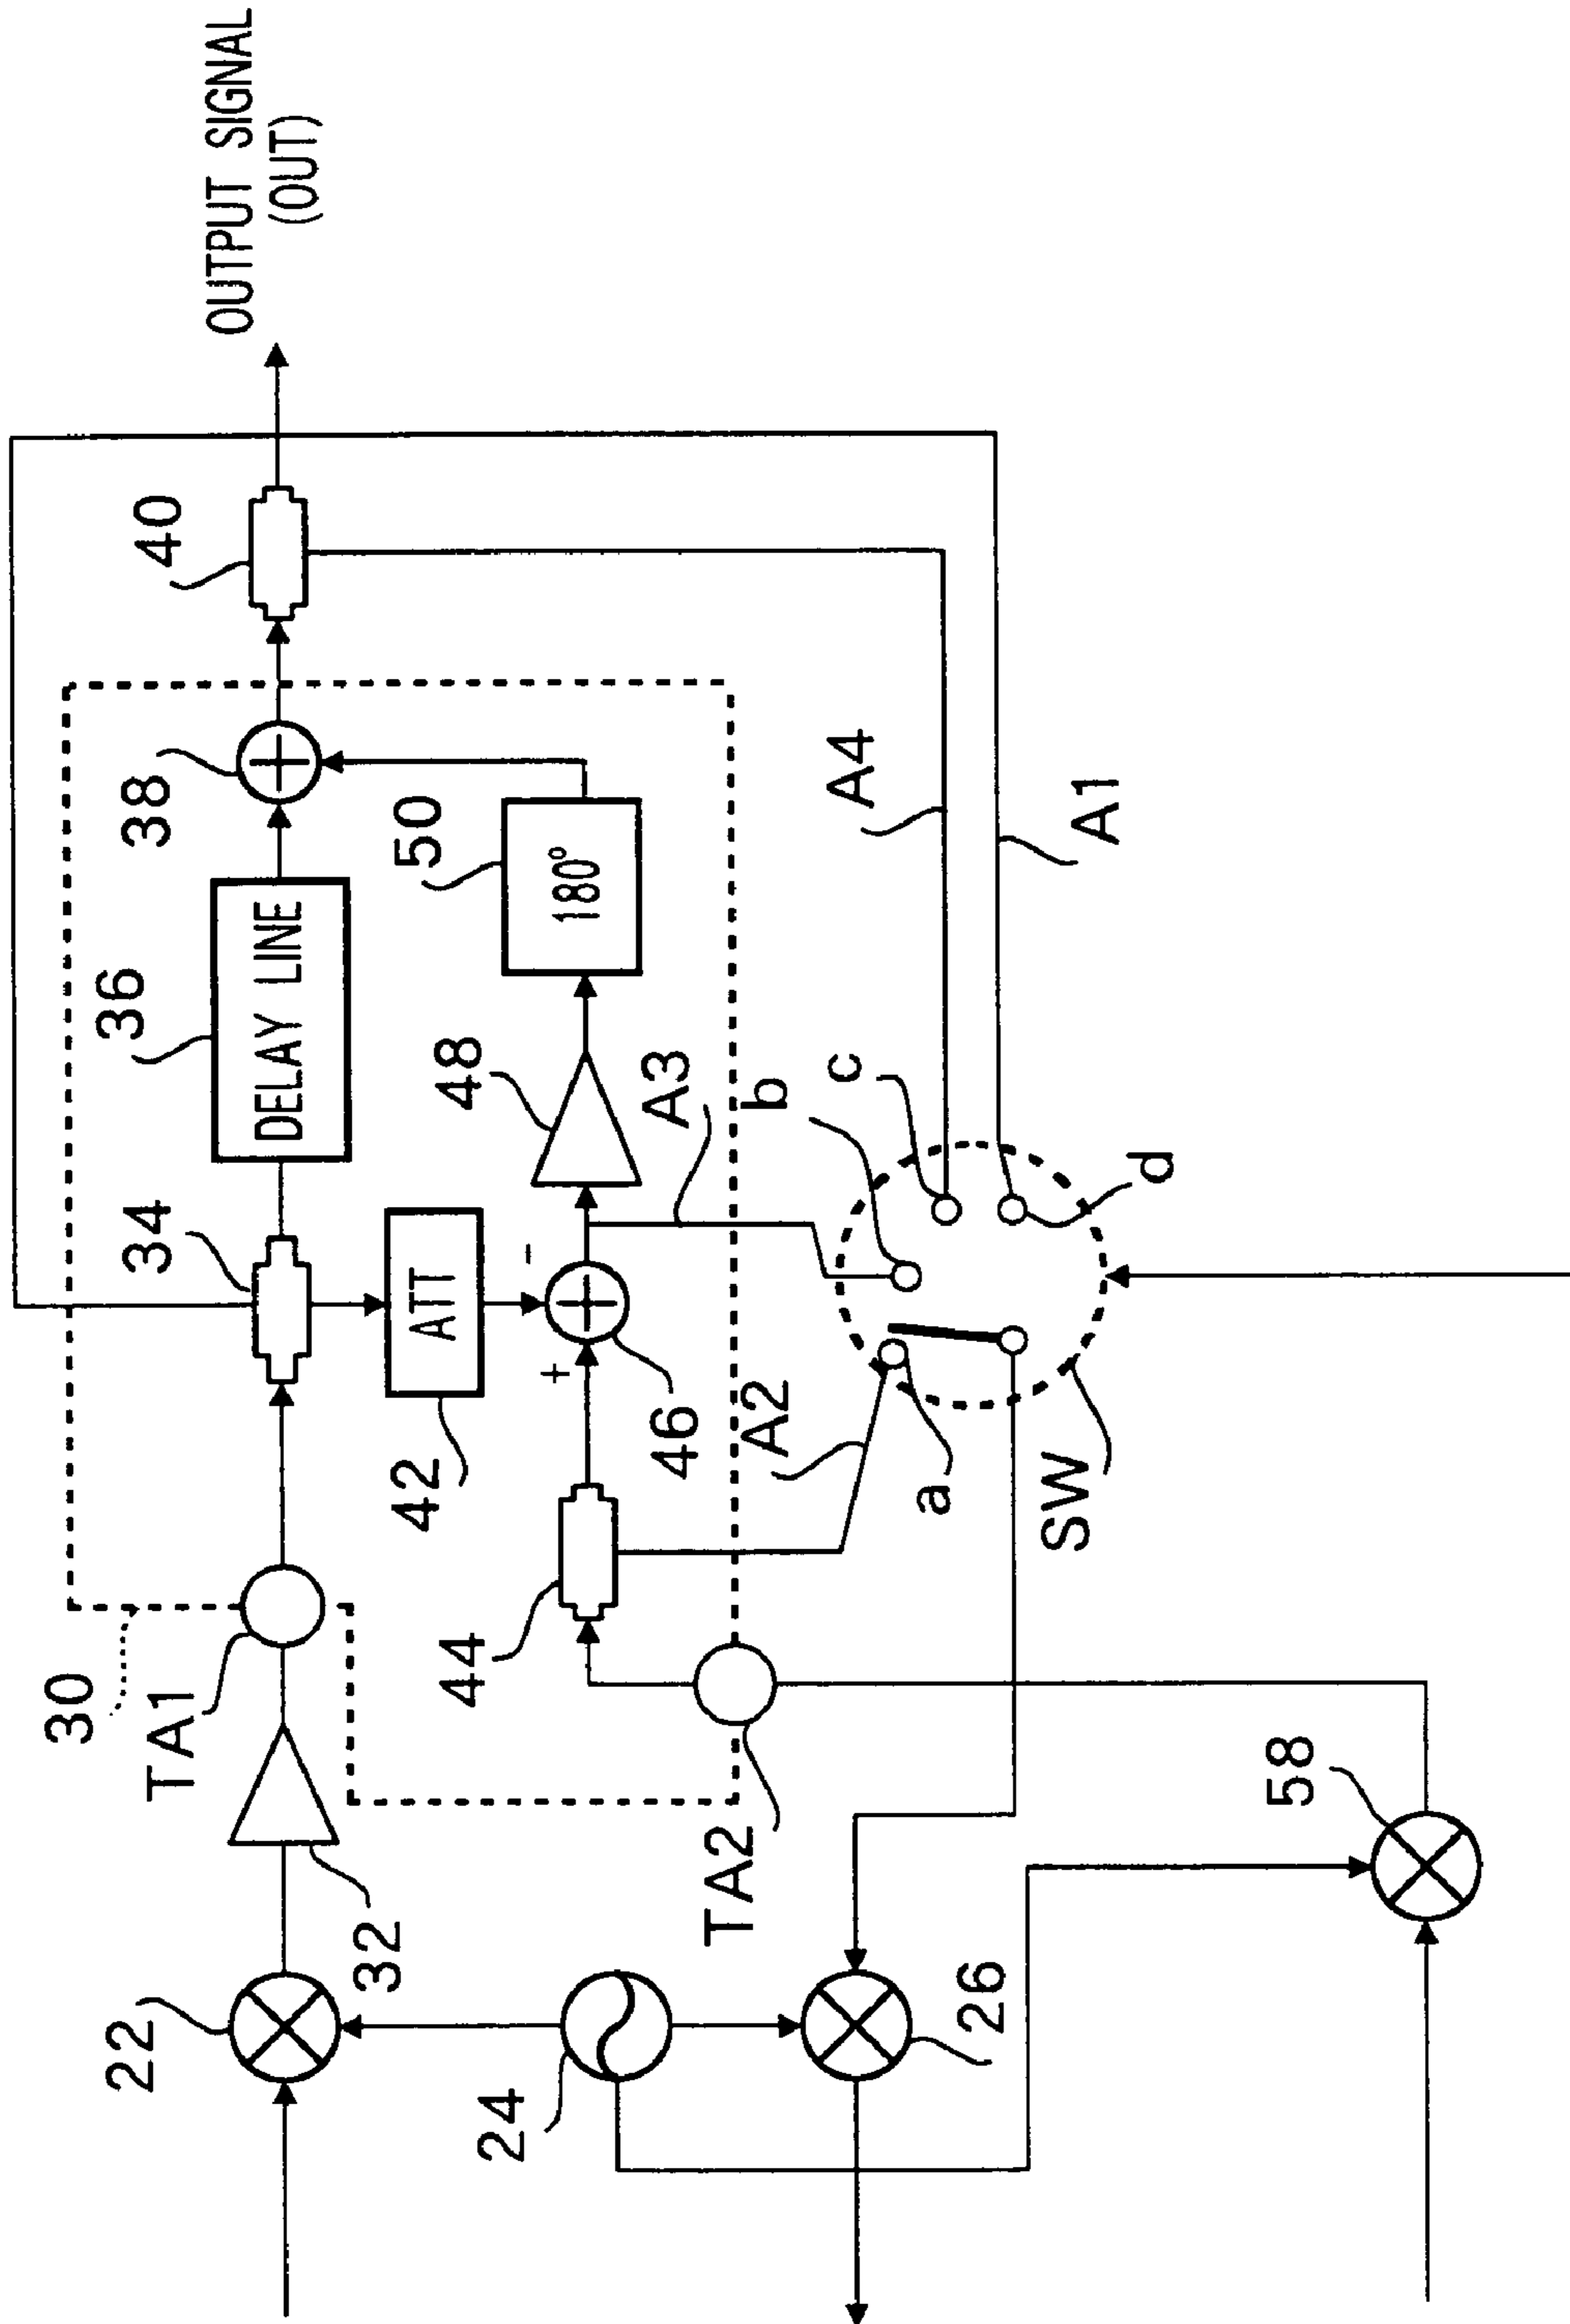 OUTPUT SIGNAL
(OUT)
22
32
TA1
30
34
36
DELAY LINE
38
40
24
TA2
44
42
ATT
+
-
46
48
50
180°
A3
26
A2
a
b
c
d
A4
A1
SW
58